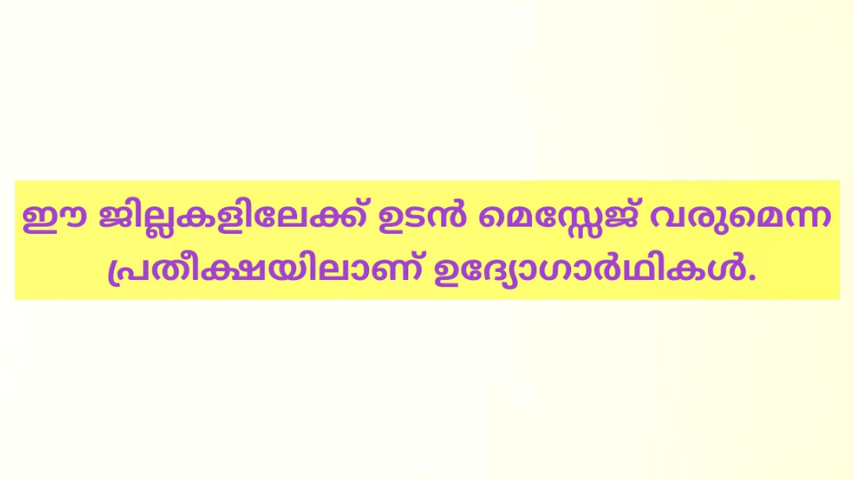 ഈ ജില്ലകളിലേക്ക് ഉടൻ മെസ്സേജ് വരുമെന്ന
പ്രതീക്ഷയിലാണ് ഉദ്യോഗാർഥികൾ.